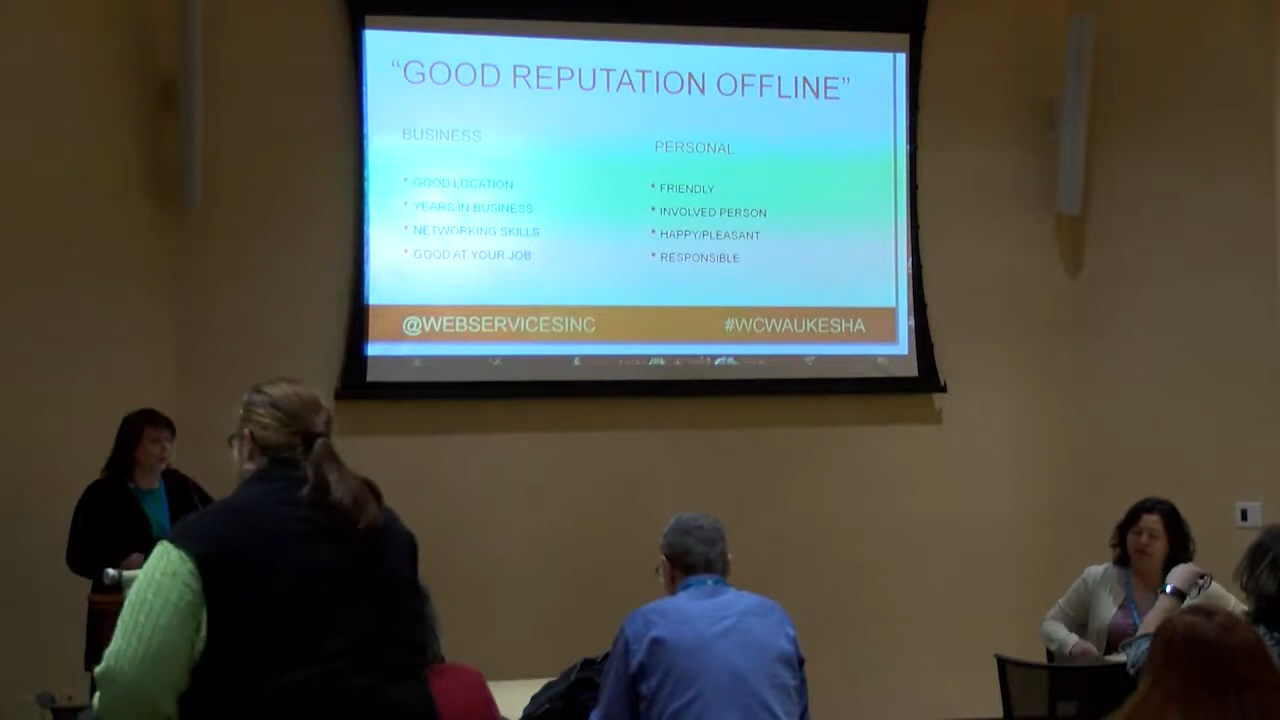 “GOOD REPUTATION OFFLINE”
BUSINESS
* GOOD LOCATION
* YEARS IN BUSINESS
* NETWORKING SKILLS
* GOOD AT YOUR JOB
PERSONAL
* FRIENDLY
* INVOLVED PERSON
* HAPPY/PLEASANT
* RESPONSIBLE
@WEBSERVICESINC
#WCWAUKESHA